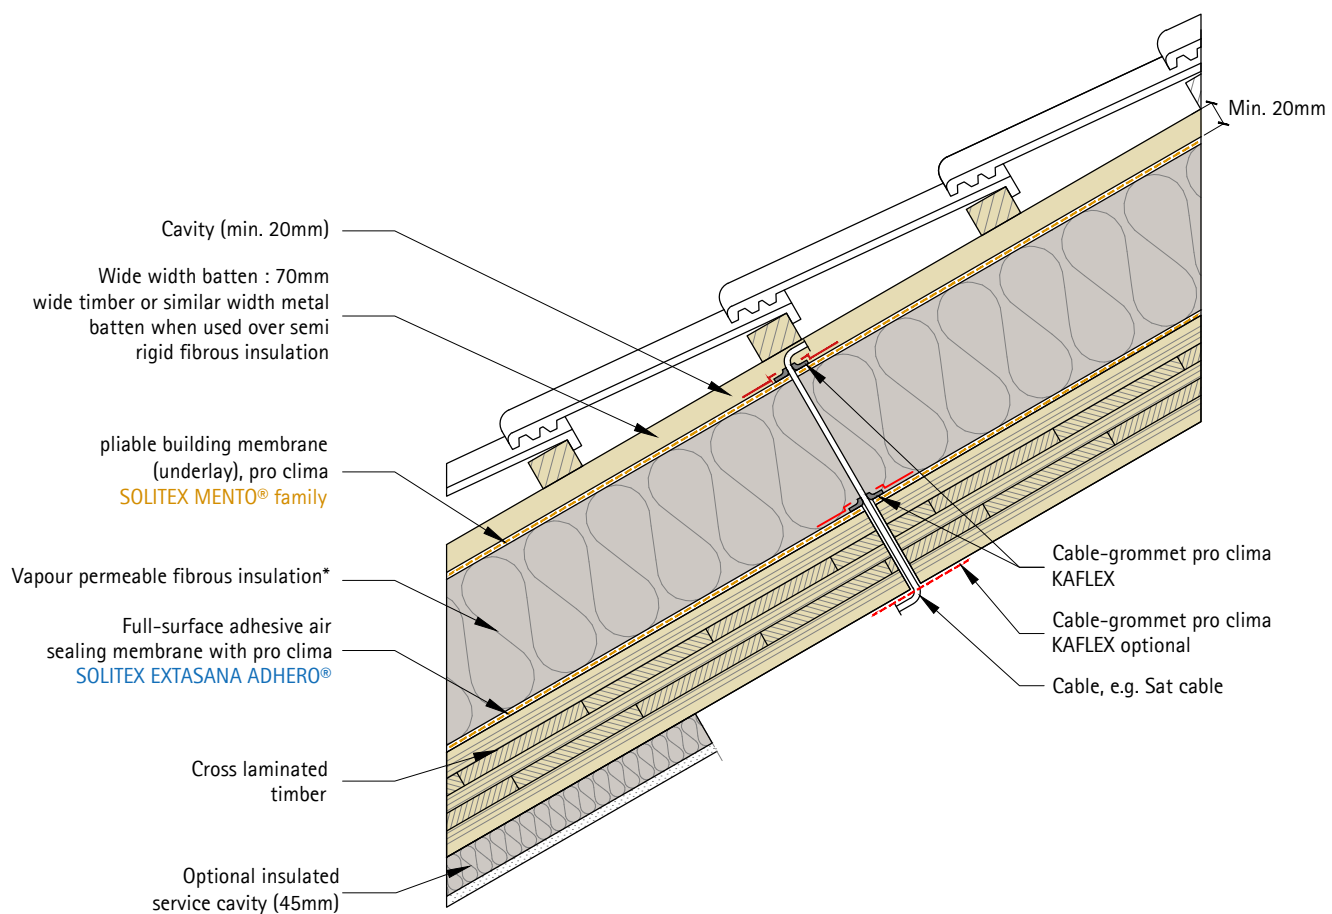 Min. 20mm
Cavity (min. 20mm)
Wide width batten : 70mm
wide timber or similar width metal
batten when used over semi
rigid fibrous insulation
pliable building membrane
(underlay), pro clima
SOLITEX MENTO® family
Vapour permeable fibrous insulation*
Full-surface adhesive air
sealing membrane with pro clima
SOLITEX EXTASANA ADHERO®
Cross laminated
timber
Optional insulated
service cavity (45mm)
Cable-grommet pro clima
KAFLEX
Cable-grommet pro clima
KAFLEX optional
Cable, e.g. Sat cable